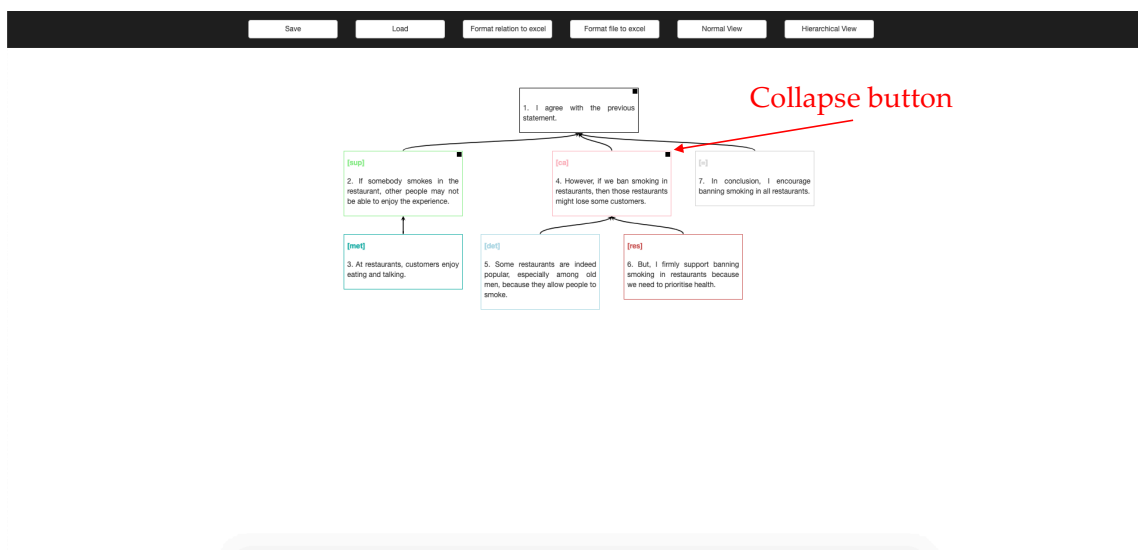 Save Load Format relation to excel Format file to excel Normal View Hierarchical View
Collapse button
1. I agree with the previous
statement.
[sup]
2. If somebody smokes in the
restaurant, other people may not
be able to enjoy the experience.
[ca]
4. However, if we ban smoking in
restaurants, then those restaurants
might lose some customers.
[=]
7. In conclusion, I encourage
banning smoking in all restaurants.
[met]
3. At restaurants, customers enjoy
eating and talking.
[det]
5. Some restaurants are indeed
popular, especially among old
men, because they allow people to
smoke.
[res]
6. But, I firmly support banning
smoking in restaurants because
we need to prioritise health.